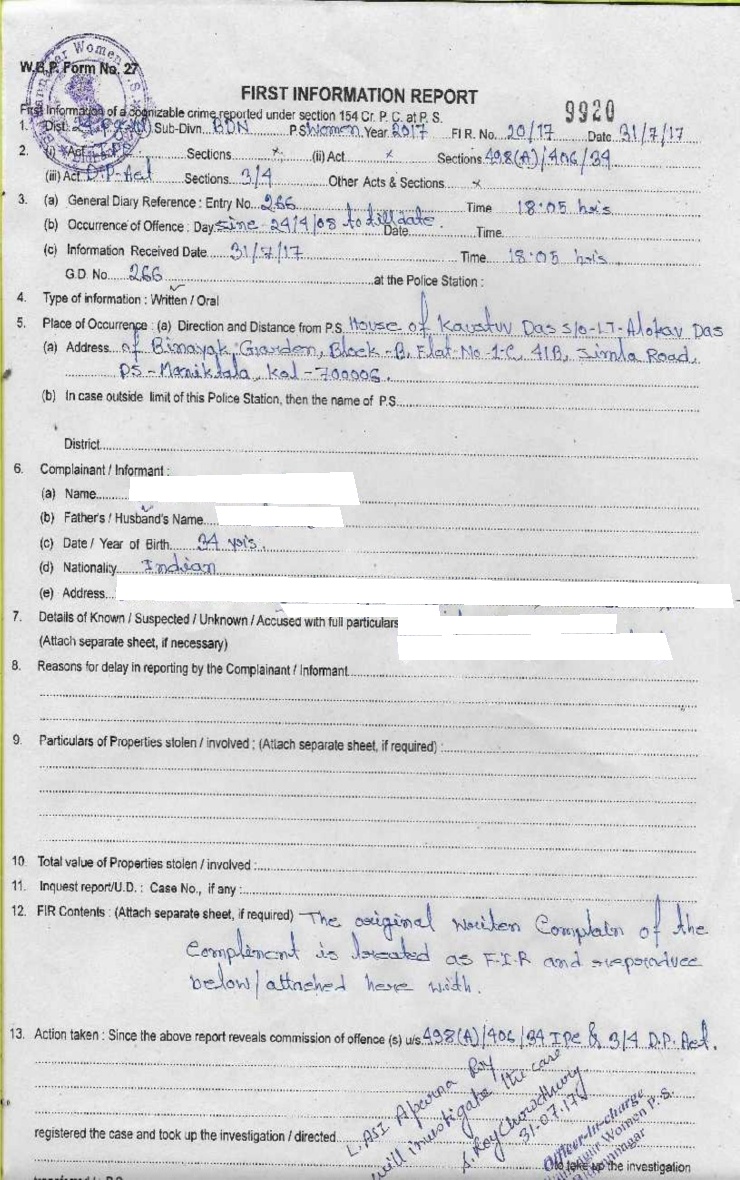 W.B.P. Form No. 27
FIRST INFORMATION REPORT
9920
First Information of a cognizable crime reported under section 154 Cr. P. C. at P. S.
1. Dist. Sub-Divn. BDN P.S Women Year 2017 FIR. No. 20/17 Date 31/7/17
2. (i) Act I.P.C Sections x (ii) Act x Sections 498(A)/406/34
(iii) Act D.P-Act Sections 3/4 Other Acts & Sections x
3. (a) General Diary Reference : Entry No. 266 Time 18:05 hrs
(b) Occurrence of Offence : Day sinc 24/4/08 to till date. Date Time
(c) Information Received Date 31/7/17 Time 18:05 hrs
G.D. No. 266 at the Police Station :
4. Type of information : Written / Oral
5. Place of Occurrence : (a) Direction and Distance from P.S. House of Kaustuv Das S/o-LT-Alokav Das
(a) Address of Binayak Garden, Block-B, Flat-No-1-C, 41B, Simla Road,
PS-Maniktala, Kol-700006.
(b) In case outside limit of this Police Station, then the name of P.S.
District
6. Complainant / Informant :
(a) Name
(b) Father's / Husband's Name
(c) Date / Year of Birth 34 yrs.
(d) Nationality Indian
(e) Address
7. Details of Known / Suspected / Unknown / Accused with full particulars
(Attach separate sheet, if necessary)
8. Reasons for delay in reporting by the Complainant / Informant
9. Particulars of Properties stolen / involved : (Attach separate sheet, if required) :
10. Total value of Properties stolen / involved :
11. Inquest report/U.D. : Case No., if any :
12. FIR Contents : (Attach separate sheet, if required) The original writen Complain of the
Complinent is treated as F.I.R and reproduce
below/attached here with.
13. Action taken : Since the above report reveals commission of offence (s) u/s 498(A)/406/34 IPC & 3/4 D.P. Act.
L. ASI Aparna Roy
will investigate the case
S. RoyChowdhury
31.07.17
registered the case and took up the investigation / directed
Officer-in-charge
Women P.S.
to take up the investigation